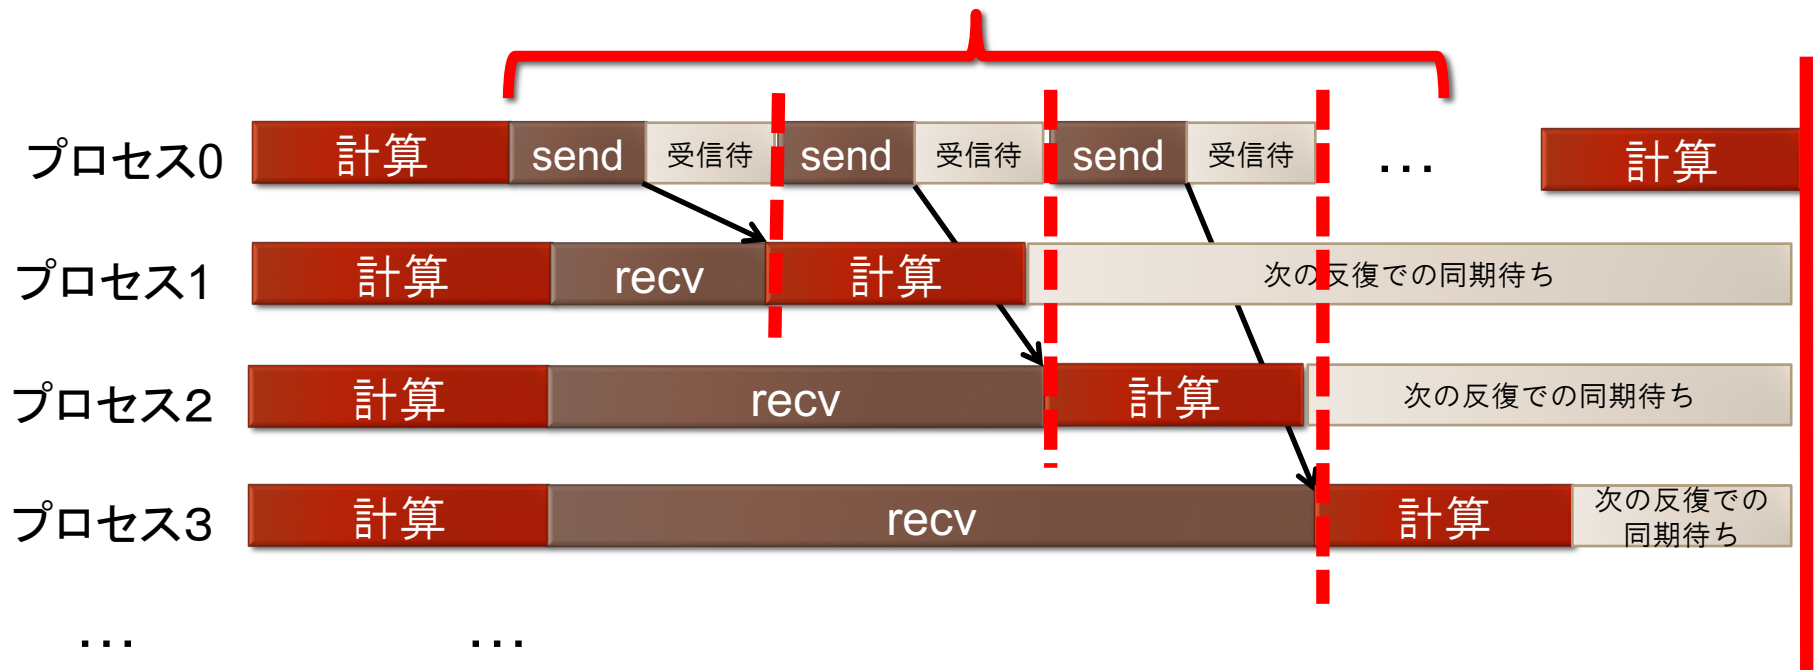 プロセス0 計算 send 受信待 send 受信待 send 受信待 … 計算
プロセス1 計算 recv 計算 次の反復での同期待ち
プロセス2 計算 recv 計算 次の反復での同期待ち
プロセス3 計算 recv 計算 次の反復での
同期待ち
… …